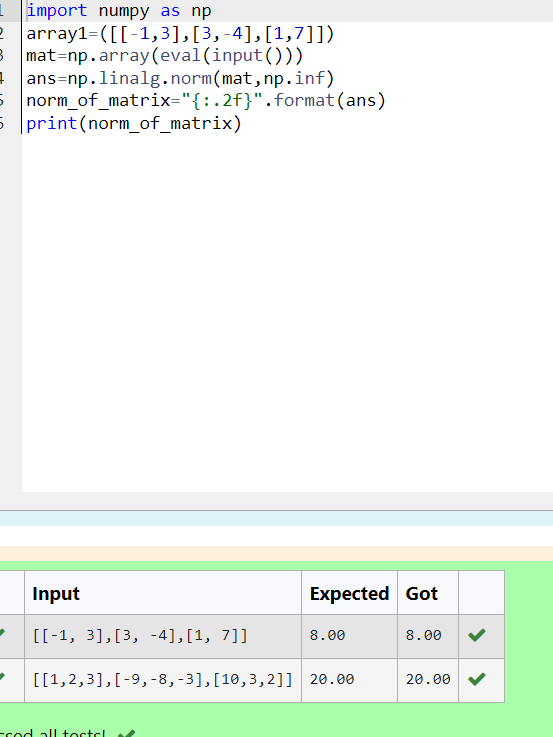 1 import numpy as np
2 array1=([[-1,3],[3,-4],[1,7]])
3 mat=np.array(eval(input()))
4 ans=np.linalg.norm(mat,np.inf)
5 norm_of_matrix="{:.2f}".format(ans)
6 print(norm_of_matrix)
Input Expected Got
[[-1, 3],[3, -4],[1, 7]] 8.00 8.00
[[1,2,3],[-9,-8,-3],[10,3,2]] 20.00 20.00
all tests!